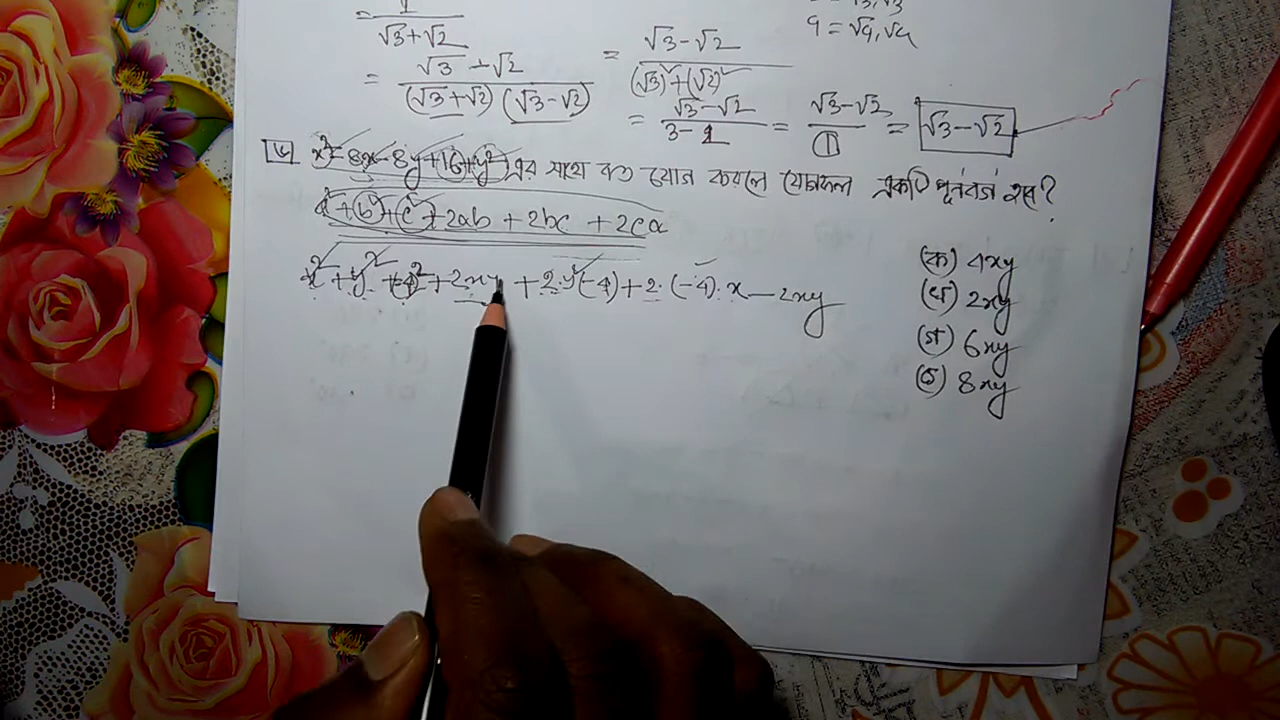 = 1/(√3+√2)
= (√3 - √2)/((√3+√2) (√3-√2))
= (√3-√2)/((√3)²+(√2)²)
= (√3-√2)/(3-2) = (√3-√2)/1 = √3-√2
9 = √9, √9
৬ x²-8x-8y+16+y² এর সাথে কত যোগ করলে যোগফল একটি পূর্ণবর্গ হবে?
a²+b²+c²+2ab+2bc+2ca
x²+y²+(-4)²+2xy+2.y(-4)+2.(-4).x-2xy
(ক) 4xy
(খ) 2xy
(গ) 6xy
(ঘ) 8xy